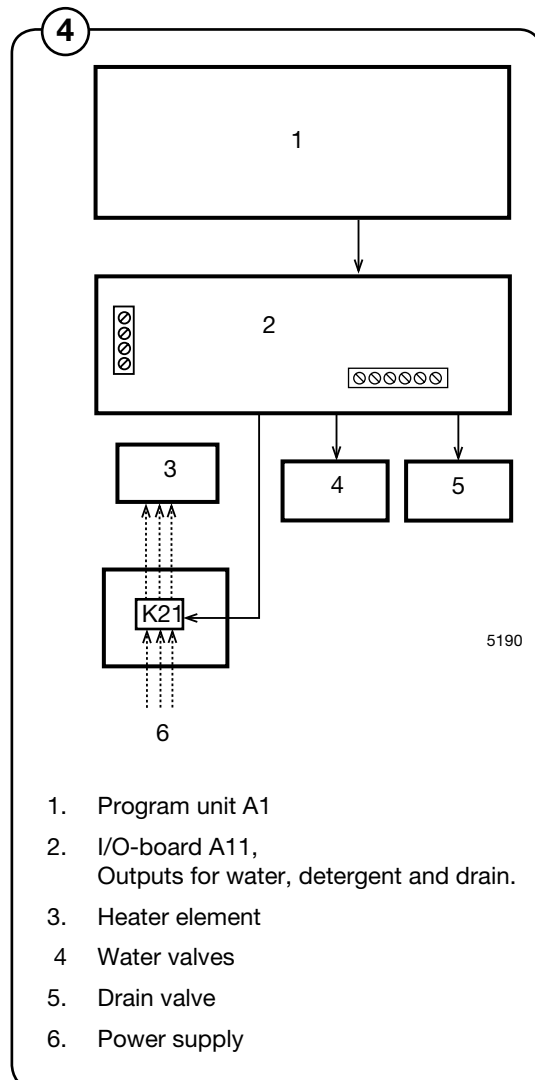 4
1
2
3
4
5
K21
5190
6
1. Program unit A1
2. I/O-board A11,
Outputs for water, detergent and drain.
3. Heater element
4 Water valves
5. Drain valve
6. Power supply